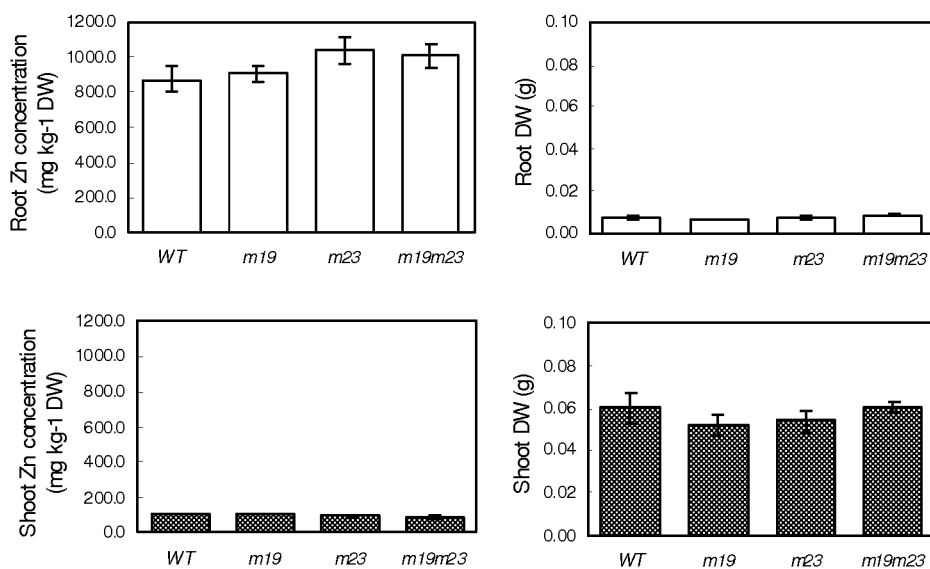 Root Zn concentration
(mg kg-1 DW)
1200.0
1000.0
800.0
600.0
400.0
200.0
0.0
WT m19 m23 m19m23
Root DW (g)
0.10
0.08
0.06
0.04
0.02
0.00
WT m19 m23 m19m23
Shoot Zn concentration
(mg kg-1 DW)
1200.0
1000.0
800.0
600.0
400.0
200.0
0.0
WT m19 m23 m19m23
Shoot DW (g)
0.10
0.08
0.06
0.04
0.02
0.00
WT m19 m23 m19m23